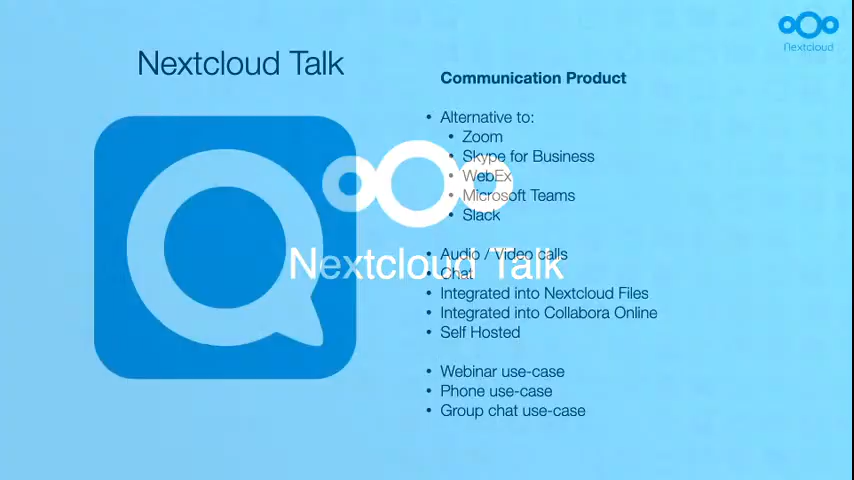 Nextcloud
Nextcloud Talk
Communication Product
• Alternative to:
• Zoom
• Skype for Business
• WebEx
• Microsoft Teams
• Slack
• Audio / Video calls
• Chat
Nextcloud Talk
• Integrated into Nextcloud Files
• Integrated into Collabora Online
• Self Hosted
• Webinar use-case
• Phone use-case
• Group chat use-case